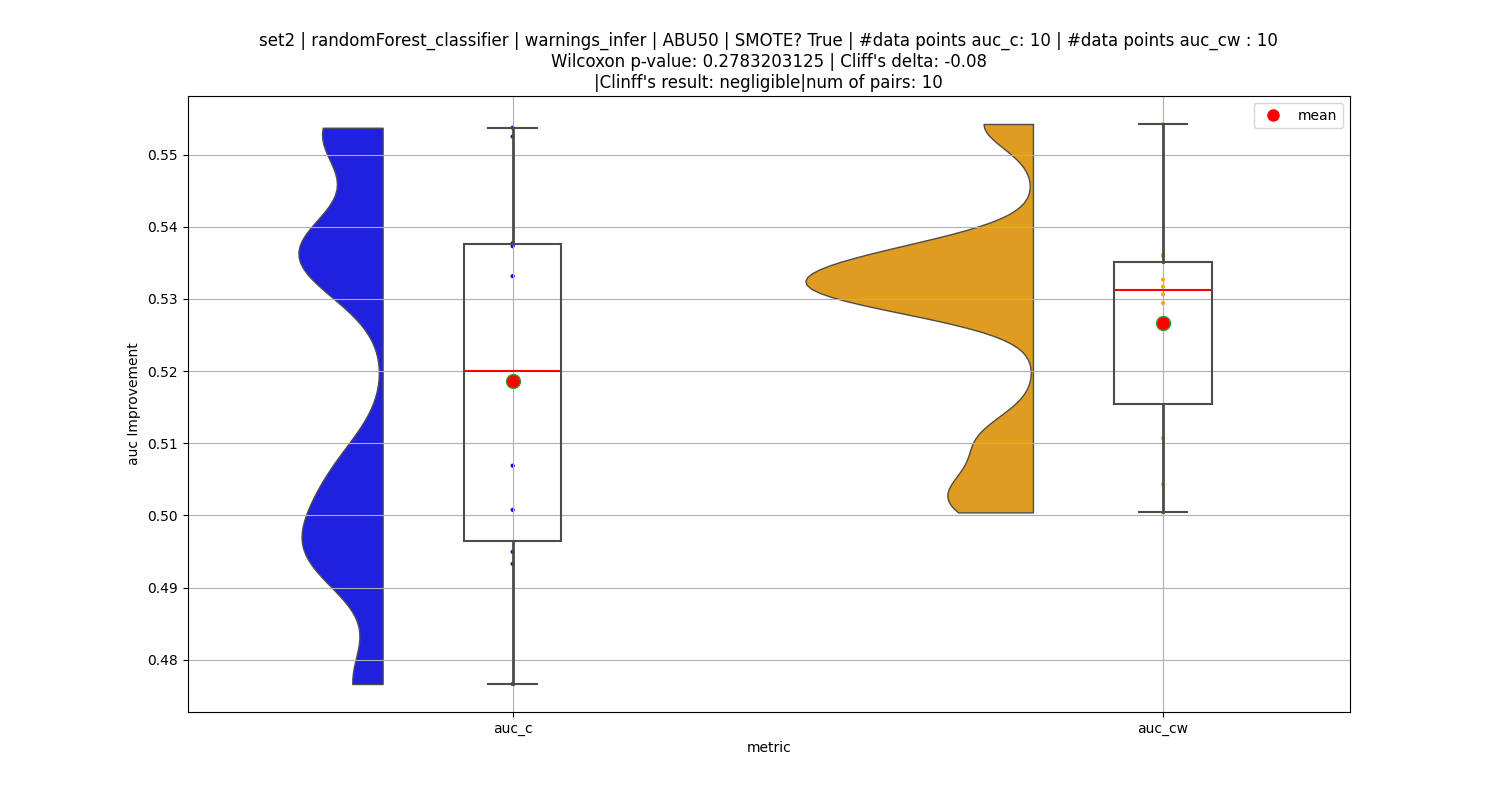 set2 | randomForest_classifier | warnings_infer | ABU50 | SMOTE? True | #data points auc_c: 10 | #data points auc_cw : 10
Wilcoxon p-value: 0.2783203125 | Cliff's delta: -0.08
|Clinff's result: negligible|num of pairs: 10
mean
0.55
0.54
0.53
0.52
0.51
0.50
0.49
0.48
auc Improvement
auc_c
auc_cw
metric